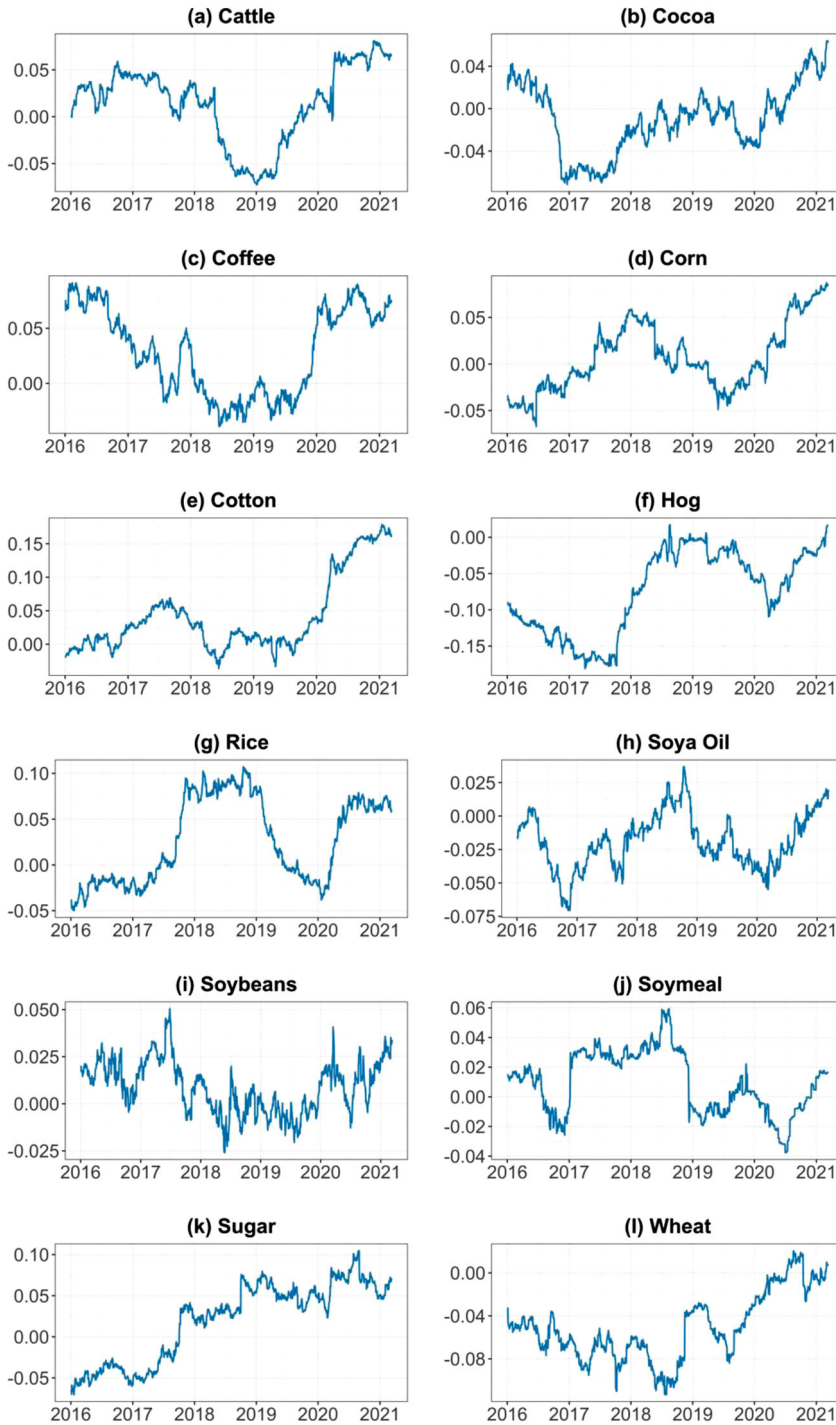 (a) Cattle
0.05
0.00
-0.05
2016 2017 2018 2019 2020 2021
(b) Cocoa
0.04
0.00
-0.04
2016 2017 2018 2019 2020 2021
(c) Coffee
0.05
0.00
2016 2017 2018 2019 2020 2021
(d) Corn
0.05
0.00
-0.05
2016 2017 2018 2019 2020 2021
(e) Cotton
0.15
0.10
0.05
0.00
2016 2017 2018 2019 2020 2021
(f) Hog
0.00
-0.05
-0.10
-0.15
2016 2017 2018 2019 2020 2021
(g) Rice
0.10
0.05
0.00
-0.05
2016 2017 2018 2019 2020 2021
(h) Soya Oil
0.025
0.000
-0.025
-0.050
-0.075
2016 2017 2018 2019 2020 2021
(i) Soybeans
0.050
0.025
0.000
-0.025
2016 2017 2018 2019 2020 2021
(j) Soymeal
0.06
0.04
0.02
0.00
-0.02
-0.04
2016 2017 2018 2019 2020 2021
(k) Sugar
0.10
0.05
0.00
-0.05
2016 2017 2018 2019 2020 2021
(l) Wheat
0.00
-0.04
-0.08
2016 2017 2018 2019 2020 2021